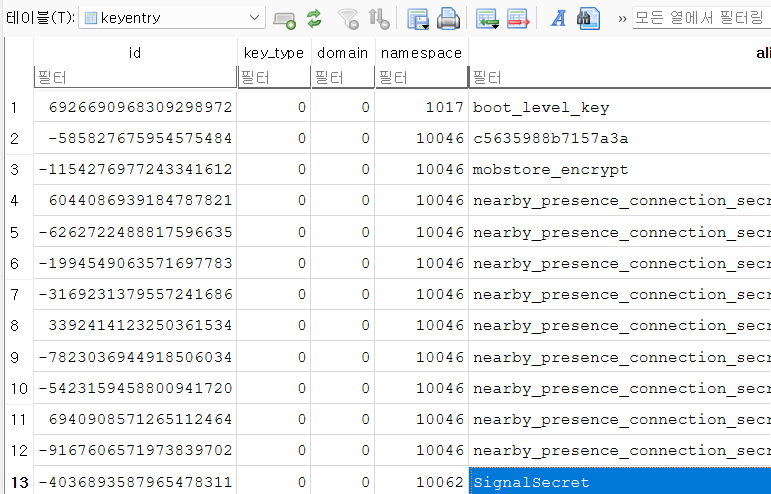 테이블(T): keyentry » 모든 열에서 필터링
id key_type domain namespace ali
필터 필터 필터 필터 필터
1 6926690968309298972 0 0 1017 boot_level_key
2 -585827675954575484 0 0 10046 c5635988b7157a3a
3 -1154276977243341612 0 0 10046 mobstore_encrypt
4 6044086939184787821 0 0 10046 nearby_presence_connection_secr
5 -6262722488817596635 0 0 10046 nearby_presence_connection_secr
6 -1994549063571697783 0 0 10046 nearby_presence_connection_secr
7 -3169231379557241686 0 0 10046 nearby_presence_connection_secr
8 3392414123250361534 0 0 10046 nearby_presence_connection_secr
9 -7823036944918506034 0 0 10046 nearby_presence_connection_secr
10 -5423159458800941720 0 0 10046 nearby_presence_connection_secr
11 6940908571265112464 0 0 10046 nearby_presence_connection_secr
12 -9167606571973839702 0 0 10046 nearby_presence_connection_secr
13 -4036893587965478311 0 0 10062 SignalSecret